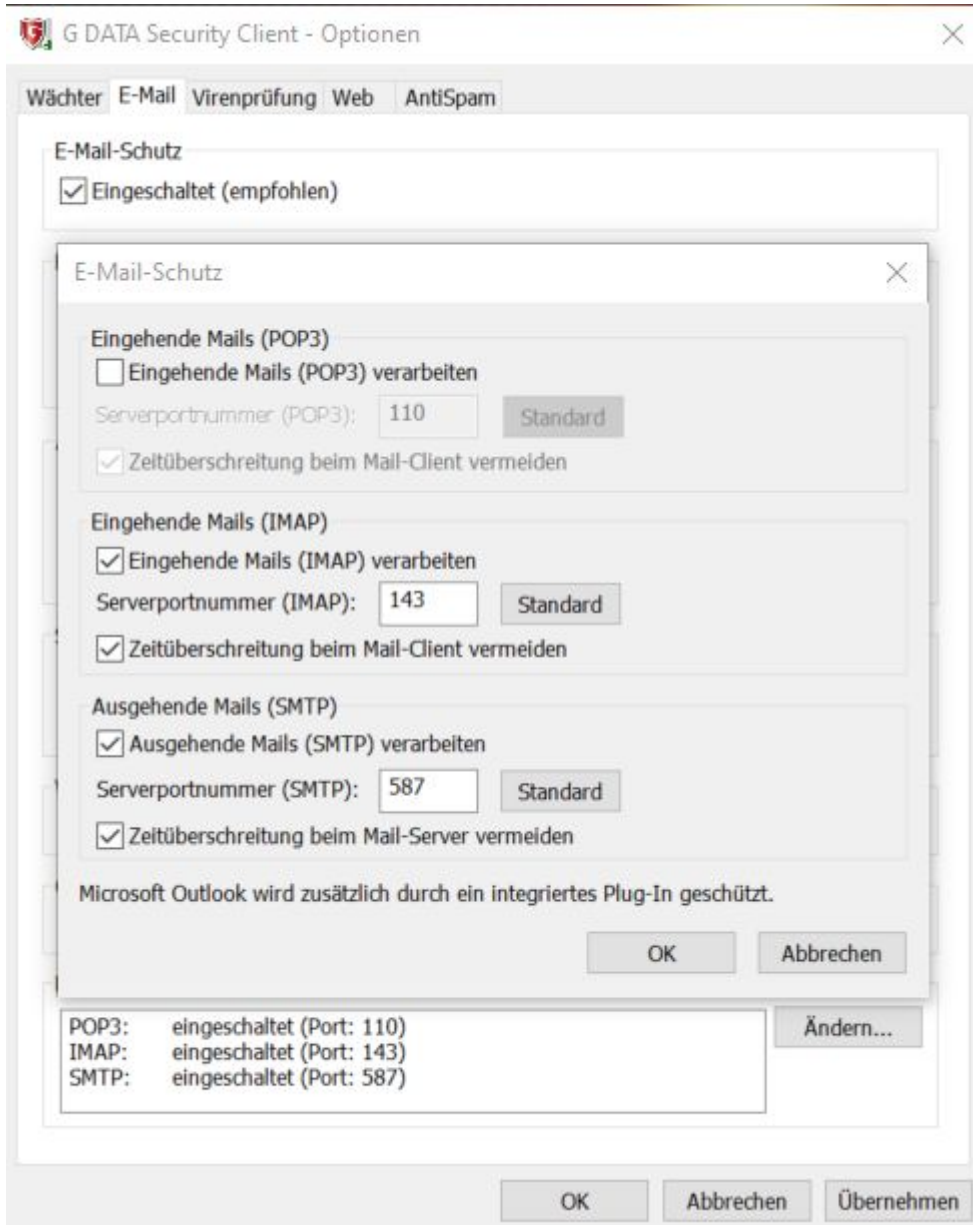 G DATA Security Client - Optionen
Wächter E-Mail Virenprüfung Web AntiSpam
E-Mail-Schutz
Eingeschaltet (empfohlen)
E-Mail-Schutz
Eingehende Mails (POP3)
Eingehende Mails (POP3) verarbeiten
Serverportnummer (POP3): 110 Standard
Zeitüberschreitung beim Mail-Client vermeiden
Eingehende Mails (IMAP)
Eingehende Mails (IMAP) verarbeiten
Serverportnummer (IMAP): 143 Standard
Zeitüberschreitung beim Mail-Client vermeiden
Ausgehende Mails (SMTP)
Ausgehende Mails (SMTP) verarbeiten
Serverportnummer (SMTP): 587 Standard
Zeitüberschreitung beim Mail-Server vermeiden
Microsoft Outlook wird zusätzlich durch ein integriertes Plug-In geschützt.
OK Abbrechen
POP3: eingeschaltet (Port: 110) Ändern...
IMAP: eingeschaltet (Port: 143)
SMTP: eingeschaltet (Port: 587)
OK Abbrechen Übernehmen